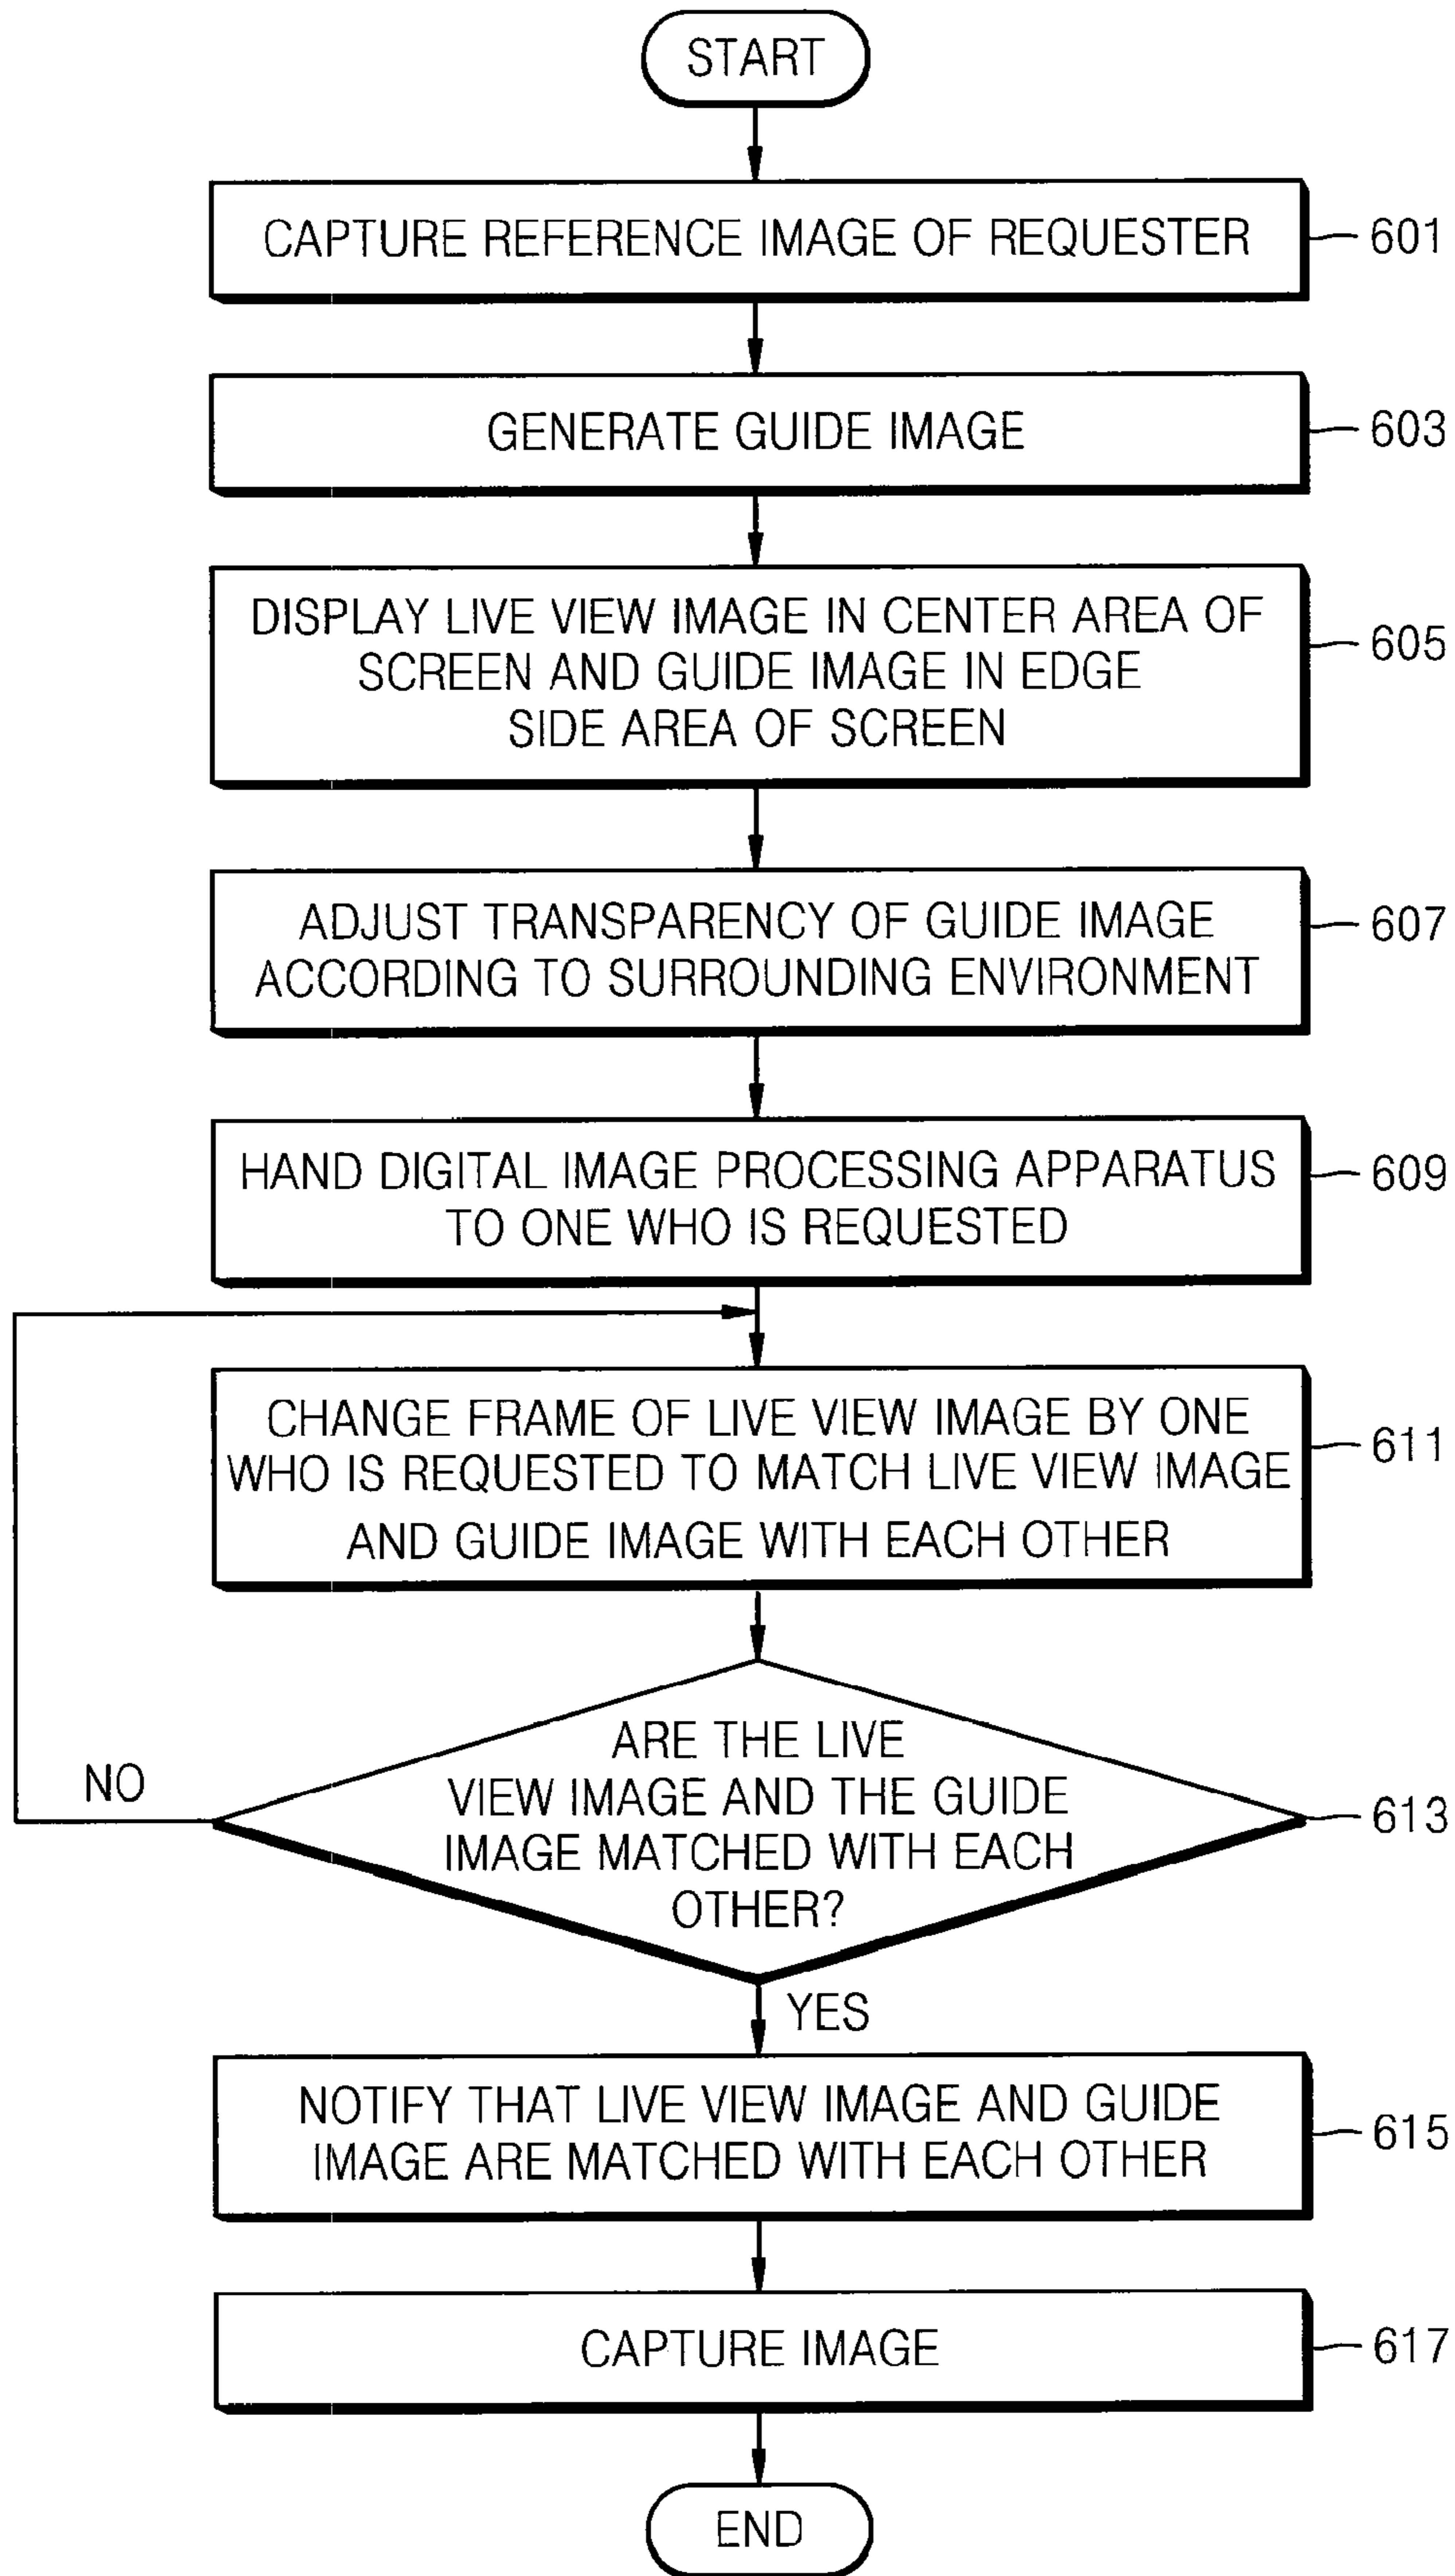 START
CAPTURE REFERENCE IMAGE OF REQUESTER
601
GENERATE GUIDE IMAGE
603
DISPLAY LIVE VIEW IMAGE IN CENTER AREA OF
SCREEN AND GUIDE IMAGE IN EDGE
SIDE AREA OF SCREEN
605
ADJUST TRANSPARENCY OF GUIDE IMAGE
ACCORDING TO SURROUNDING ENVIRONMENT
607
HAND DIGITAL IMAGE PROCESSING APPARATUS
TO ONE WHO IS REQUESTED
609
CHANGE FRAME OF LIVE VIEW IMAGE BY ONE
WHO IS REQUESTED TO MATCH LIVE VIEW IMAGE
AND GUIDE IMAGE WITH EACH OTHER
611
ARE THE LIVE
VIEW IMAGE AND THE GUIDE
IMAGE MATCHED WITH EACH
OTHER?
613
NO
YES
NOTIFY THAT LIVE VIEW IMAGE AND GUIDE
IMAGE ARE MATCHED WITH EACH OTHER
615
CAPTURE IMAGE
617
END